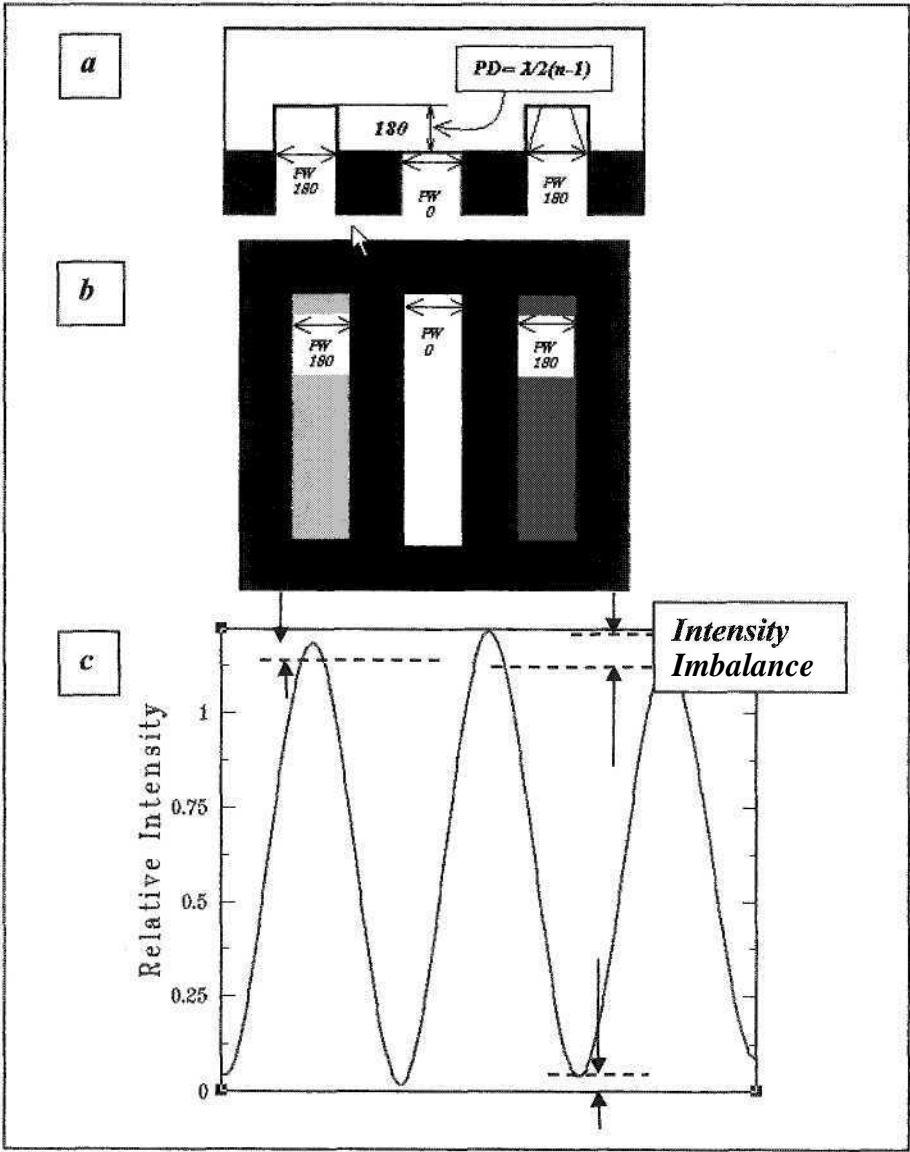 a
PD= λ/2(n-1)
180
PW
180
PW
0
PW
180
b
PW
180
PW
0
PW
180
c
Intensity
Imbalance
Relative Intensity
1
0.75
0.5
0.25
0